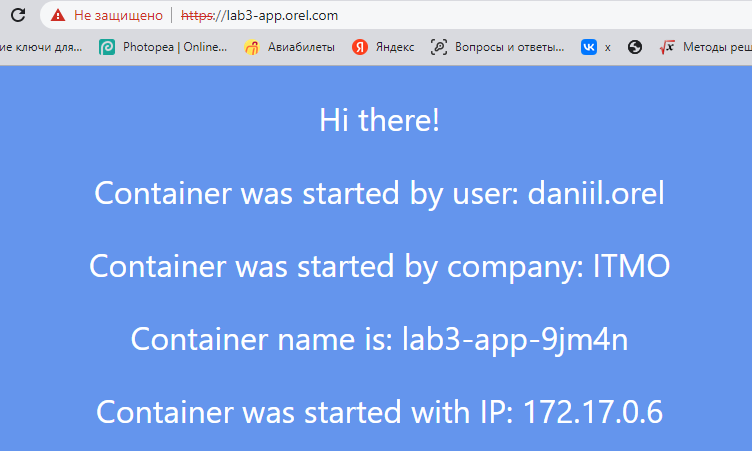 Не защищено https://lab3-app.orel.com
ие ключи для... Photopea | Online... Авиабилеты Яндекс Вопросы и ответы... x Методы реш
Hi there!
Container was started by user: daniil.orel
Container was started by company: ITMO
Container name is: lab3-app-9jm4n
Container was started with IP: 172.17.0.6